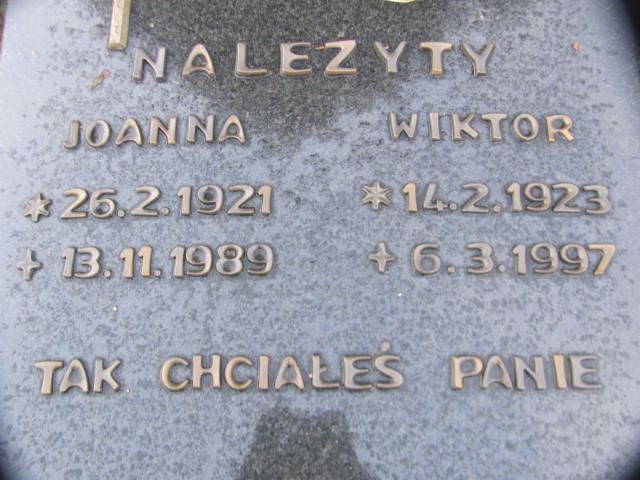 NALEZYTY
JOANNA WIKTOR
* 26.2.1921 * 14.2.1923
+ 13.11.1989 + 6.3.1997
TAK CHCIAŁEŚ PANIE